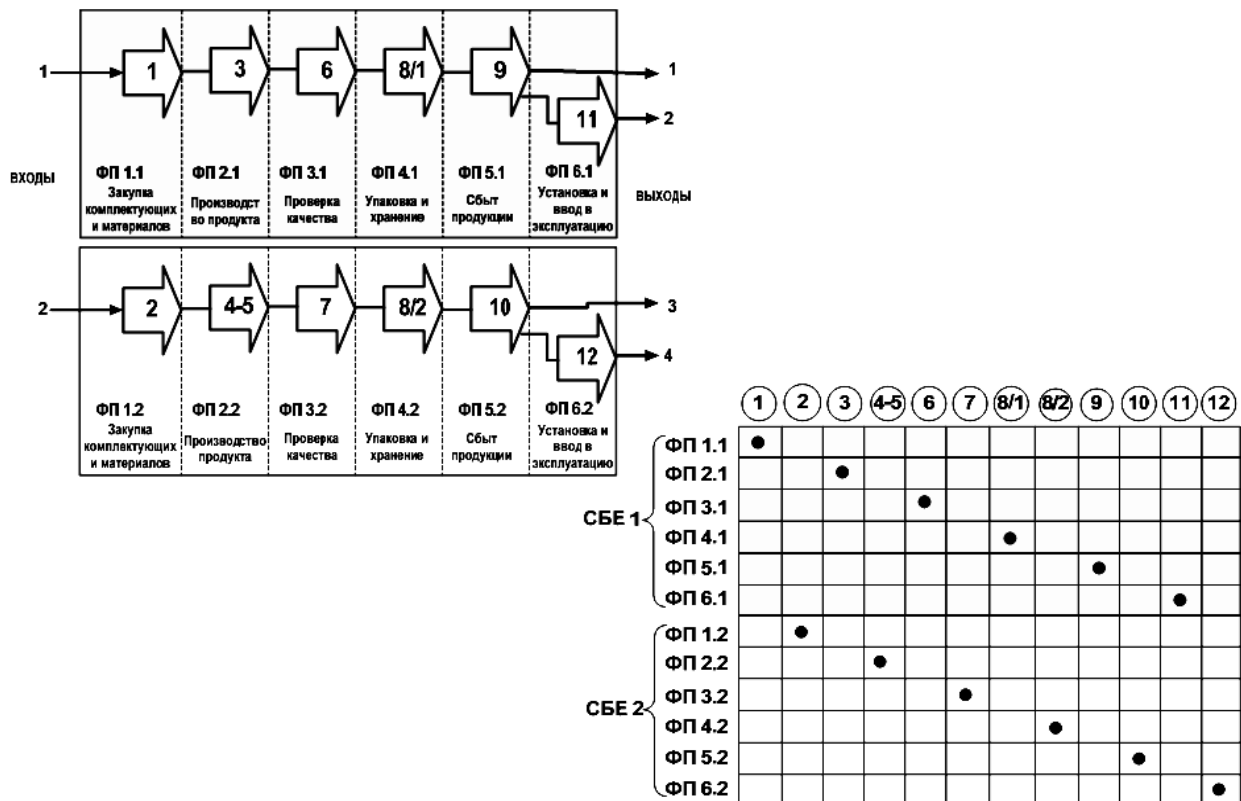 1
1
3
6
8/1
9
1
11
2
ВХОДЫ
ФП 1.1
ФП 2.1
ФП 3.1
ФП 4.1
ФП 5.1
ФП 6.1
ВЫХОДЫ
Закупка
комплектующих
и материалов
Производст
во продукта
Проверка
качества
Упаковка и
хранение
Сбыт
продукции
Установка и
ввод в
эксплуатацию
2
2
4-5
7
8/2
10
3
12
4
ФП 1.2
ФП 2.2
ФП 3.2
ФП 4.2
ФП 5.2
ФП 6.2
Закупка
комплектующих
и материалов
Производство
продукта
Проверка
качества
Упаковка и
хранение
Сбыт
продукции
Установка и
ввод в
эксплуатацию
1 2 3 4-5 6 7 8/1 8/2 9 10 11 12
СБЕ 1
ФП 1.1
ФП 2.1
ФП 3.1
ФП 4.1
ФП 5.1
ФП 6.1
СБЕ 2
ФП 1.2
ФП 2.2
ФП 3.2
ФП 4.2
ФП 5.2
ФП 6.2